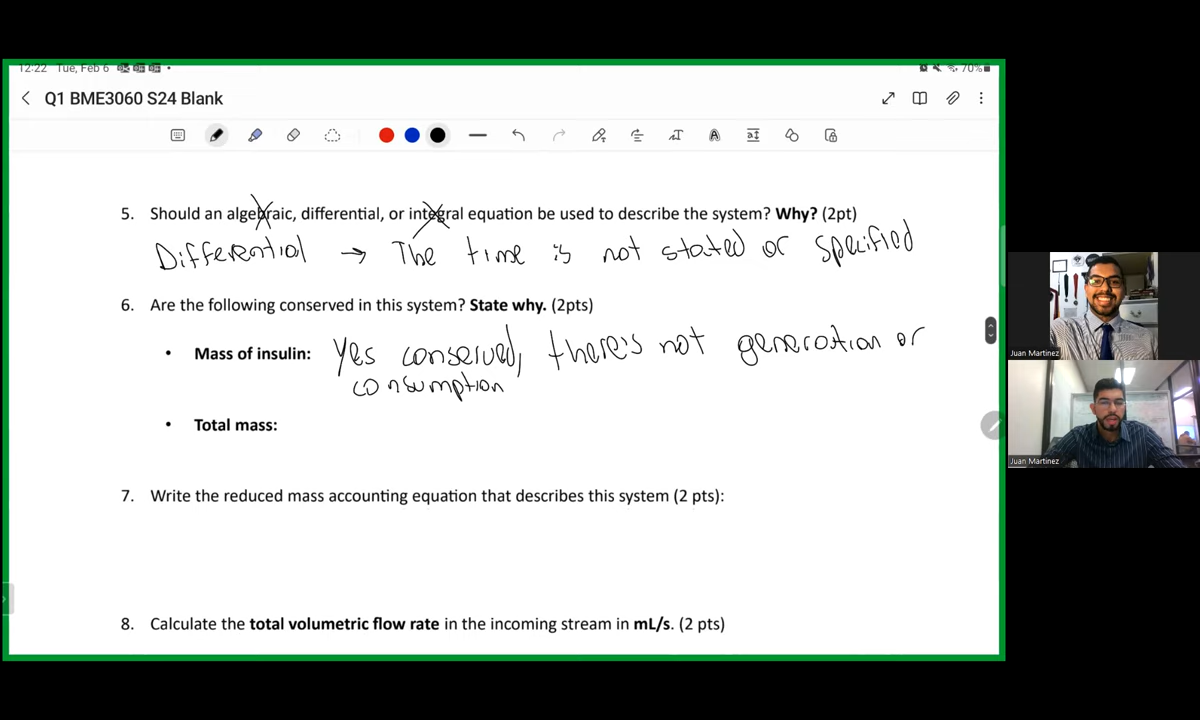 12:22 Tue, Feb 6 70%
Q1 BME3060 S24 Blank
5. Should an algebraic, differential, or integral equation be used to describe the system? Why? (2pt)
Differential → The time is not stated or specified
6. Are the following conserved in this system? State why. (2pts)
• Mass of insulin: Yes conserved, there's not generation or
consumption
• Total mass:
7. Write the reduced mass accounting equation that describes this system (2 pts):
8. Calculate the total volumetric flow rate in the incoming stream in mL/s. (2 pts)
Juan Martinez
Juan Martinez